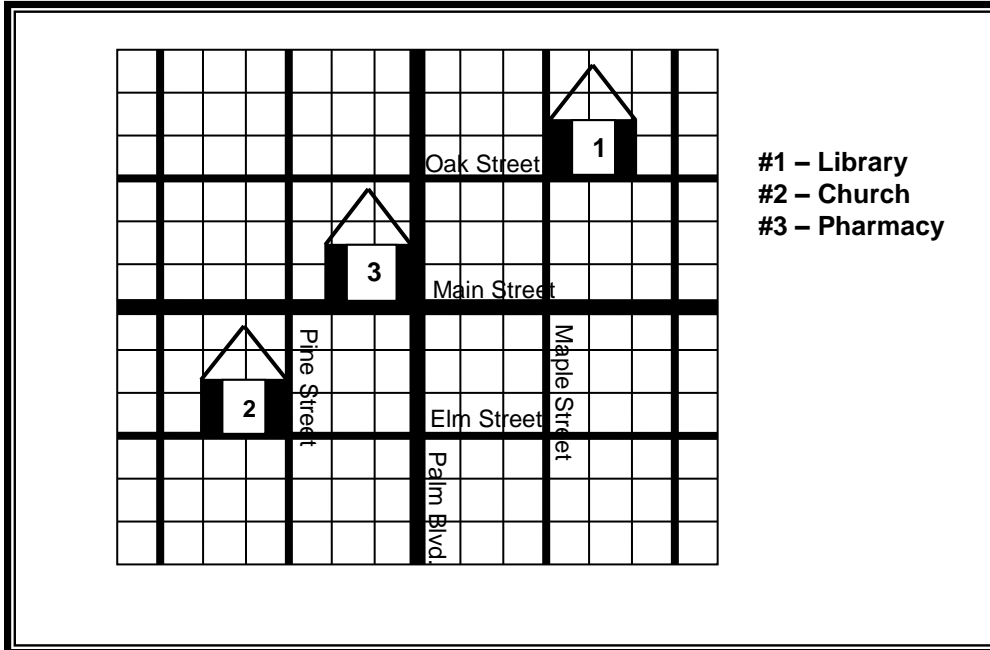 1
Oak Street
#1 – Library
#2 – Church
#3 – Pharmacy
3
Main Street
Pine Street
Maple Street
2
Elm Street
Palm Blvd.